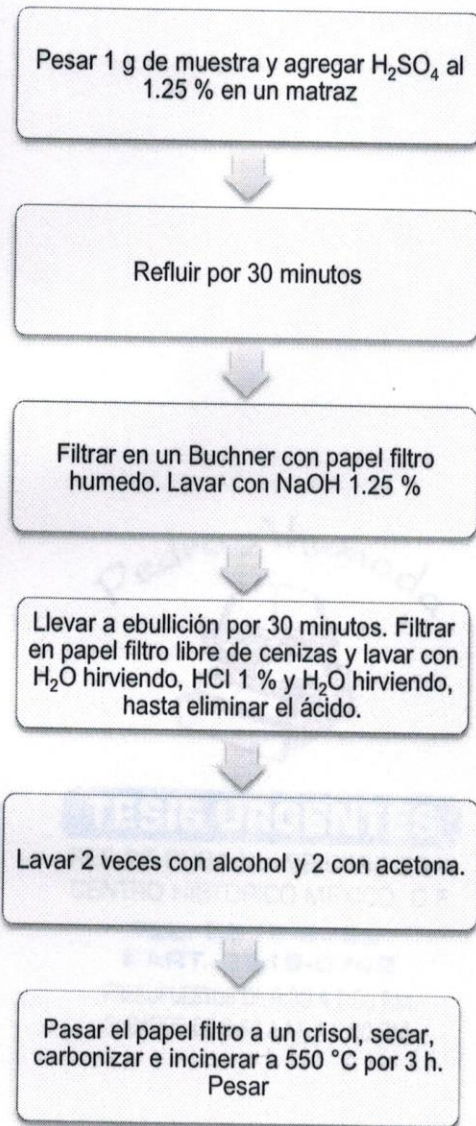 Pesar 1 g de muestra y agregar H₂SO₄ al
1.25 % en un matraz
Refluir por 30 minutos
Filtrar en un Buchner con papel filtro
humedo. Lavar con NaOH 1.25 %
Llevar a ebullición por 30 minutos. Filtrar
en papel filtro libre de cenizas y lavar con
H₂O hirviendo, HCl 1 % y H₂O hirviendo,
hasta eliminar el ácido.
TESIS URGENTES
Lavar 2 veces con alcohol y 2 con acetona.
CENTRO HISTORICO MEXICO, D.F.
Pasar el papel filtro a un crisol, secar,
carbonizar e incinerar a 550 °C por 3 h.
Pesar